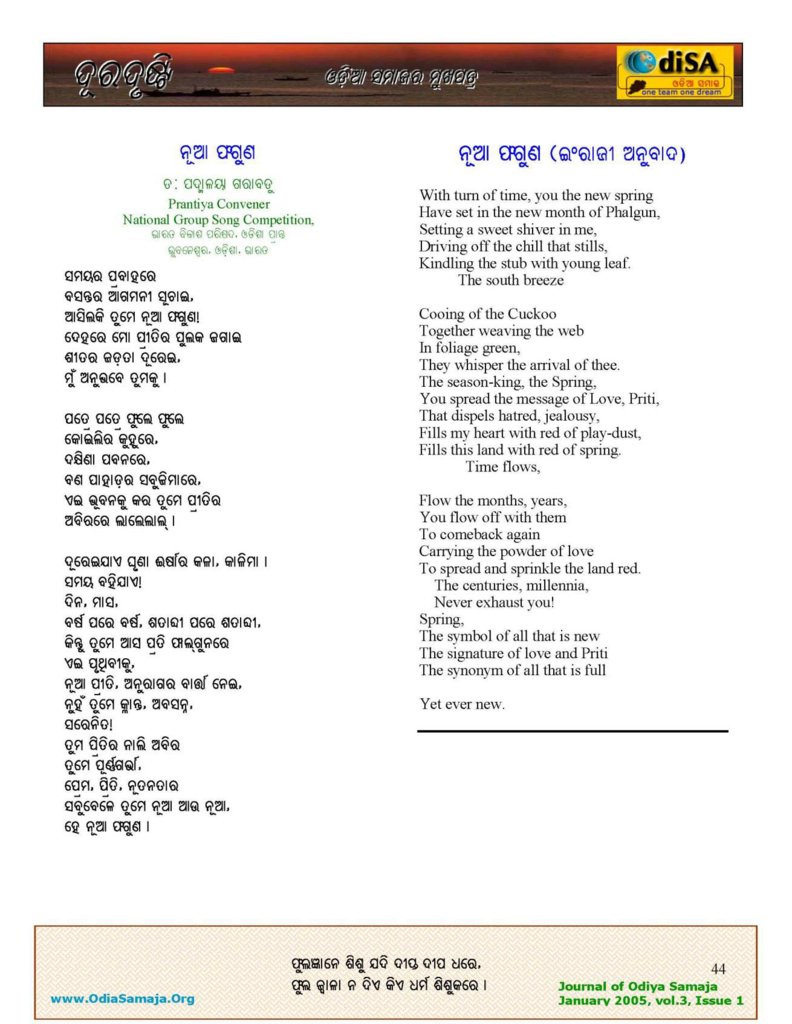 ଦୂରଦୃଷ୍ଟି
ଓଡ଼ିଆ ସମାଜର ମୁଖପତ୍ର
OdiSA
ଓଡିଆ ସମାଜ
one team one dream
ନୂଆ ଫଗୁଣ
ଡ: ପଦ୍ମାଳୟା ଗରାବଡୁ
Prantiya Convener
National Group Song Competition,
ଭାରତ ବିକାଶ ପରିଷଦ, ଓଡିଶା ପ୍ରାନ୍ତ
ଭୁବନେଶ୍ୱର, ଓଡ଼ିଶା, ଭାରତ
ସମୟର ପ୍ରବାହରେ
ବସନ୍ତର ଆଗମନୀ ସୂଚାଇ,
ଆସିଲକି ତୁମେ ନୂଆ ଫଗୁଣ!
ଦେହରେ ମୋ ପ୍ରୀତିର ପୁଲକ ଜଗାଇ
ଶୀତର ଜଡ଼ତା ଦୂରେଇ,
ମୁଁ ଅନୁଭବେ ତୁମକୁ ।
ପତ୍ରେ ପତ୍ରେ ଫୁଲେ ଫୁଲେ
କୋଇଲିର କୁହୁରେ,
ଦକ୍ଷିଣା ପବନରେ,
ବଣ ପାହାଡ଼ର ସବୁଜିମାରେ,
ଏଇ ଭୂବନକୁ କର ତୁମେ ପ୍ରୀତିର
ଅବିରରେ ଲାଲେଲାଲ୍ ।
ଦୂରେଇଯାଏ ଘୃଣା ଈର୍ଷାର କଳା, କାଳିମା ।
ସମୟ ବହିଯାଏ!
ଦିନ, ମାସ,
ବର୍ଷ ପରେ ବର୍ଷ, ଶତାବ୍ଦୀ ପରେ ଶତାବ୍ଦୀ,
କିନ୍ତୁ ତୁମେ ଆସ ପ୍ରତି ଫାଲ୍‌ଗୁନରେ
ଏଇ ପୃଥିବୀକୁ,
ନୂଆ ପ୍ରୀତି, ଅନୁରାଗର ବାର୍ତ୍ତା ନେଇ,
ନୁହଁ ତୁମେ କ୍ଳାନ୍ତ, ଅବସନ୍ନ,
ସରେନିତ!
ତୁମ ପ୍ରିତିର ନାଲି ଅବିର
ତୁମେ ପୂର୍ଣ୍ଣଗର୍ଭା,
ପ୍ରେମ, ପ୍ରିତି, ନୂତନତାର
ସବୁବେଳେ ତୁମେ ନୂଆ ଆଉ ନୂଆ,
ହେ ନୂଆ ଫଗୁଣ ।
ନୂଆ ଫଗୁଣ (ଇଂରାଜୀ ଅନୁବାଦ)
With turn of time, you the new spring
Have set in the new month of Phalgun,
Setting a sweet shiver in me,
Driving off the chill that stills,
Kindling the stub with young leaf.
The south breeze
Cooing of the Cuckoo
Together weaving the web
In foliage green,
They whisper the arrival of thee.
The season-king, the Spring,
You spread the message of Love, Priti,
That dispels hatred, jealousy,
Fills my heart with red of play-dust,
Fills this land with red of spring.
Time flows,
Flow the months, years,
You flow off with them
To comeback again
Carrying the powder of love
To spread and sprinkle the land red.
The centuries, millennia,
Never exhaust you!
Spring,
The symbol of all that is new
The signature of love and Priti
The synonym of all that is full
Yet ever new.
ଫୁଲଜ୍ଞାନେ ଶିଶୁ ଯଦି ଦୀପ୍ତ ଦୀପ ଧରେ,
ଫୁଲ କ୍ୱାଳା ନ ଦିଏ କିଏ ଧର୍ମ ଶିଶୁକରେ ।
44
www.OdiaSamaja.Org
Journal of Odiya Samaja
January 2005, vol.3, Issue 1